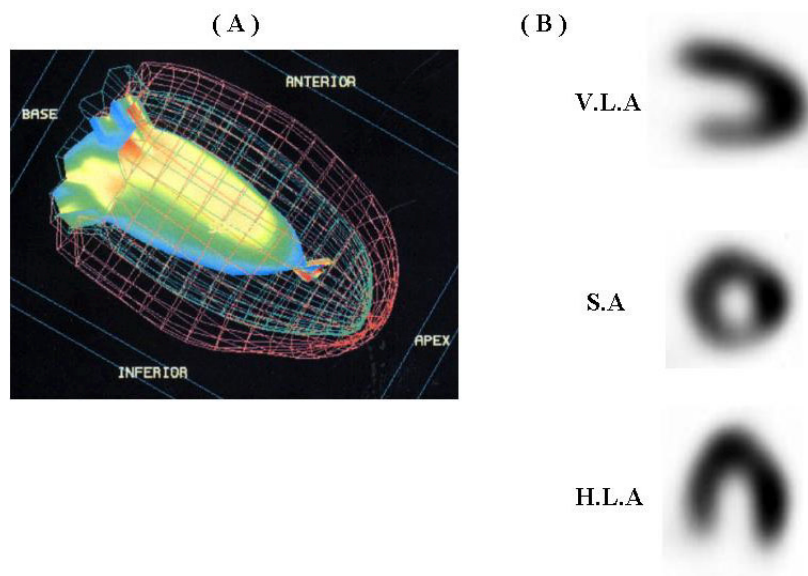 ( A )
( B )
ANTERIOR
BASE
APEX
INFERIOR
V.L.A
S.A
H.L.A